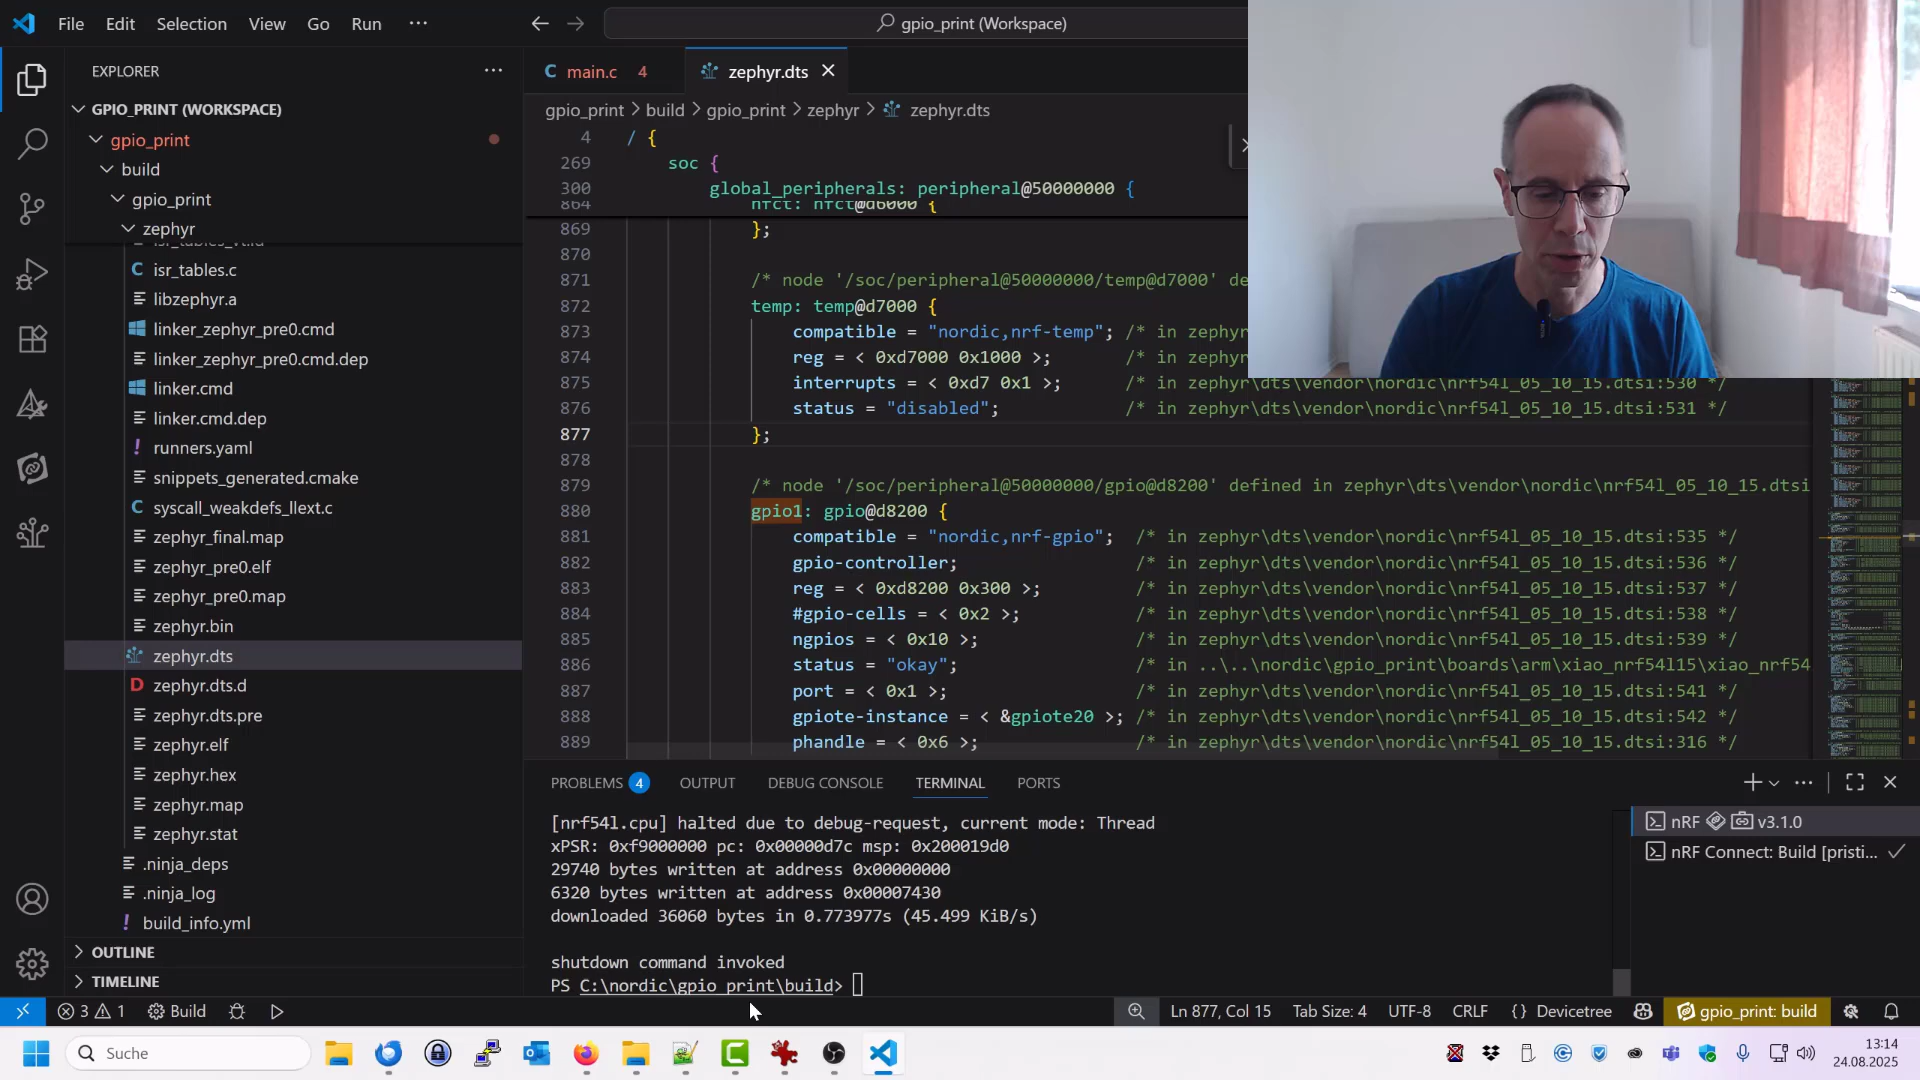 File Edit Selection View Go Run ···
gpio_print (Workspace)
EXPLORER
GPIO_PRINT (WORKSPACE)
gpio_print
build
gpio_print
zephyr
isr_tables.c
libzephyr.a
linker_zephyr_pre0.cmd
linker_zephyr_pre0.cmd.dep
linker.cmd
linker.cmd.dep
runners.yaml
snippets_generated.cmake
syscall_weakdefs_llext.c
zephyr_final.map
zephyr_pre0.elf
zephyr_pre0.map
zephyr.bin
zephyr.dts
zephyr.dts.d
zephyr.dts.pre
zephyr.elf
zephyr.hex
zephyr.map
zephyr.stat
.ninja_deps
.ninja_log
build_info.yml
OUTLINE
TIMELINE
main.c 4 zephyr.dts
gpio_print > build > gpio_print > zephyr > zephyr.dts
4 / {
269 soc {
300 global_peripherals: peripheral@50000000 {
864 nfct: nfct@d6000 {
869 };
870
871 /* node '/soc/peripheral@50000000/temp@d7000' de
872 temp: temp@d7000 {
873 compatible = "nordic,nrf-temp"; /* in zephyr
874 reg = < 0xd7000 0x1000 >; /* in zephyr
875 interrupts = < 0xd7 0x1 >; /* in zephyr\dts\vendor\nordic\nrf54l_05_10_15.dtsi:530 */
876 status = "disabled"; /* in zephyr\dts\vendor\nordic\nrf54l_05_10_15.dtsi:531 */
877 };
878
879 /* node '/soc/peripheral@50000000/gpio@d8200' defined in zephyr\dts\vendor\nordic\nrf54l_05_10_15.dtsi
880 gpio1: gpio@d8200 {
881 compatible = "nordic,nrf-gpio"; /* in zephyr\dts\vendor\nordic\nrf54l_05_10_15.dtsi:535 */
882 gpio-controller; /* in zephyr\dts\vendor\nordic\nrf54l_05_10_15.dtsi:536 */
883 reg = < 0xd8200 0x300 >; /* in zephyr\dts\vendor\nordic\nrf54l_05_10_15.dtsi:537 */
884 #gpio-cells = < 0x2 >; /* in zephyr\dts\vendor\nordic\nrf54l_05_10_15.dtsi:538 */
885 ngpios = < 0x10 >; /* in zephyr\dts\vendor\nordic\nrf54l_05_10_15.dtsi:539 */
886 status = "okay"; /* in ..\..\nordic\gpio_print\boards\arm\xiao_nrf54l15\xiao_nrf54
887 port = < 0x1 >; /* in zephyr\dts\vendor\nordic\nrf54l_05_10_15.dtsi:541 */
888 gpiote-instance = < &gpiote20 >; /* in zephyr\dts\vendor\nordic\nrf54l_05_10_15.dtsi:542 */
889 phandle = < 0x6 >; /* in zephyr\dts\vendor\nordic\nrf54l_05_10_15.dtsi:316 */
PROBLEMS 4 OUTPUT DEBUG CONSOLE TERMINAL PORTS
[nrf54l.cpu] halted due to debug-request, current mode: Thread
xPSR: 0xf9000000 pc: 0x00000d7c msp: 0x200019d0
29740 bytes written at address 0x00000000
6320 bytes written at address 0x00007430
downloaded 36060 bytes in 0.773977s (45.499 KiB/s)
shutdown command invoked
PS C:\nordic\gpio_print\build>
nRF v3.1.0
nRF Connect: Build [pristi...
3 1 Build Ln 877, Col 15 Tab Size: 4 UTF-8 CRLF {} Devicetree gpio_print: build
Suche
13:14
24.08.2025